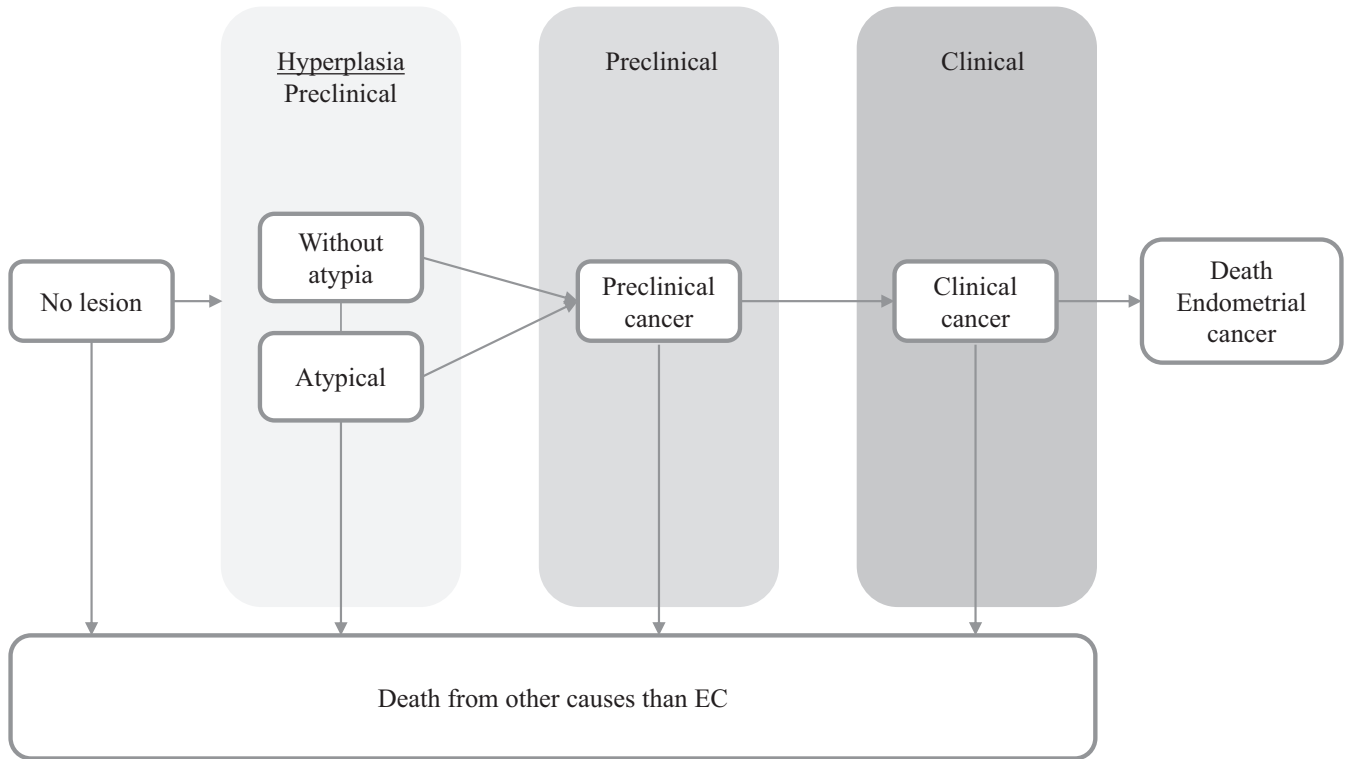 Hyperplasia
Preclinical
Preclinical
Clinical
No lesion
Without
atypia
Atypical
Preclinical
cancer
Clinical
cancer
Death
Endometrial
cancer
Death from other causes than EC